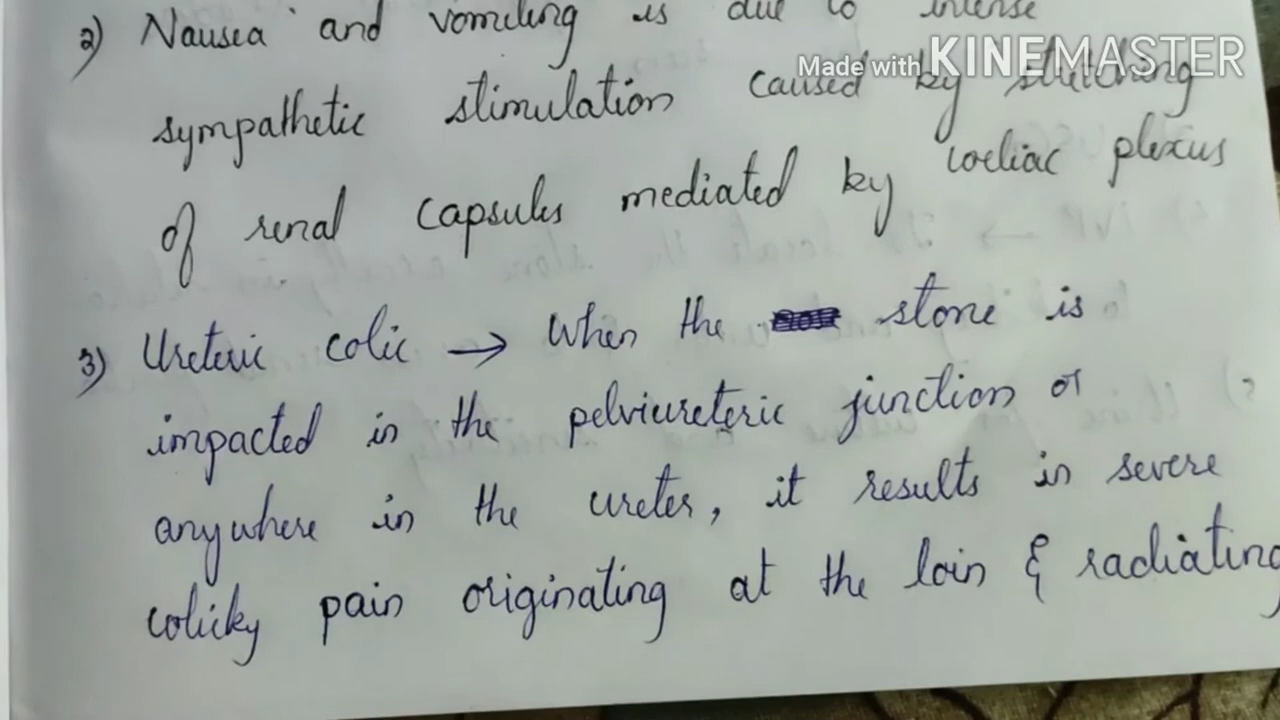 2) Nausea and vomiting is due to intense
Made with KINEMASTER
sympathetic stimulation caused by stretching
of renal capsules mediated by coeliac plexus
3) Ureteric colic → When the stone is
impacted in the pelviureteric junction or
anywhere in the ureter, it results in severe
colicky pain originating at the loin & radiating